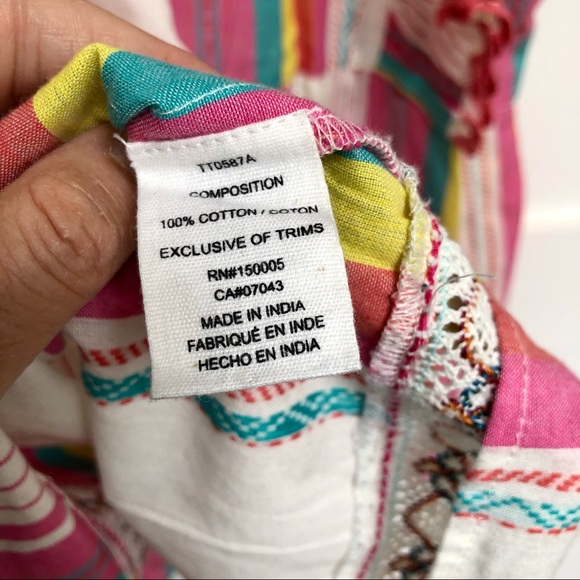 TT0587A
COMPOSITION
100% COTTON / COTON
EXCLUSIVE OF TRIMS
RN#150005
CA#07043
MADE IN INDIA
FABRIQUÉ EN INDE
HECHO EN INDIA